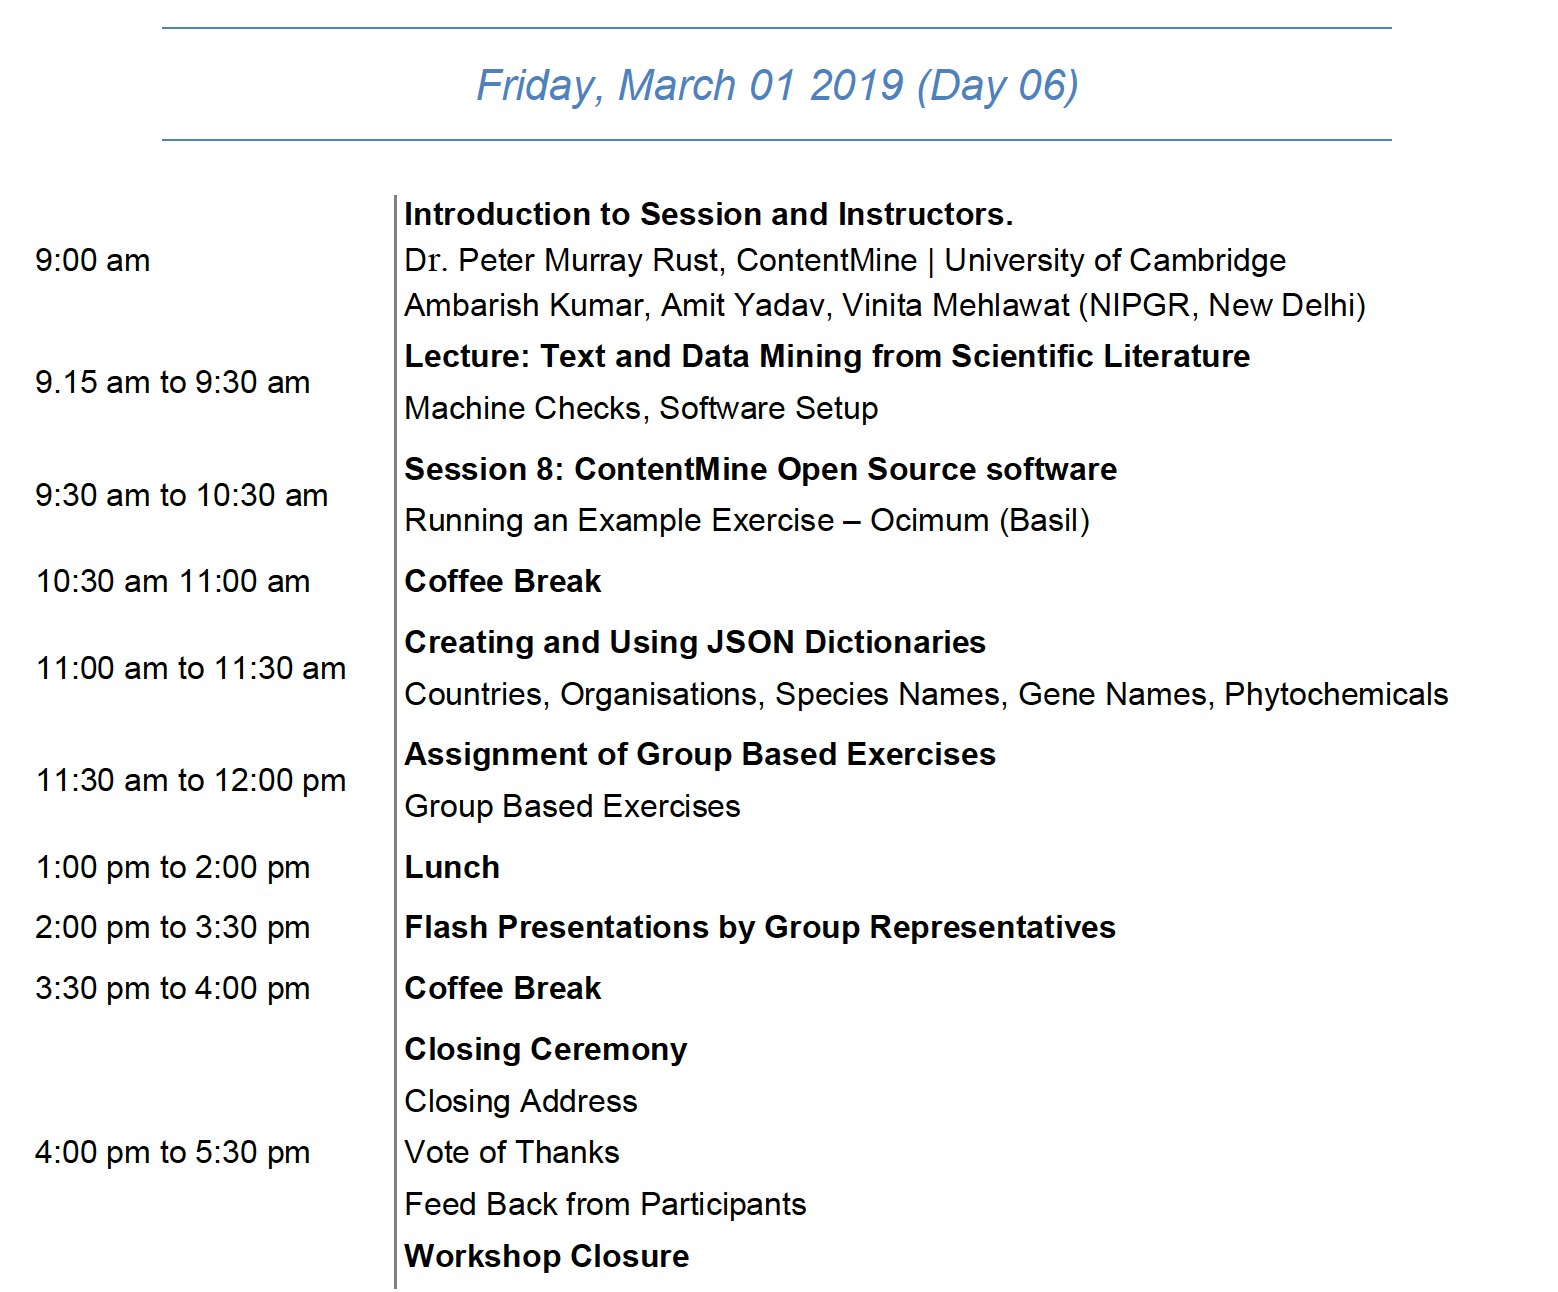 Friday, March 01 2019 (Day 06)
Introduction to Session and Instructors.
9:00 am
Dr. Peter Murray Rust, ContentMine | University of Cambridge
Ambarish Kumar, Amit Yadav, Vinita Mehlawat (NIPGR, New Delhi)
9.15 am to 9:30 am
Lecture: Text and Data Mining from Scientific Literature
Machine Checks, Software Setup
9:30 am to 10:30 am
Session 8: ContentMine Open Source software
Running an Example Exercise – Ocimum (Basil)
10:30 am 11:00 am
Coffee Break
11:00 am to 11:30 am
Creating and Using JSON Dictionaries
Countries, Organisations, Species Names, Gene Names, Phytochemicals
11:30 am to 12:00 pm
Assignment of Group Based Exercises
Group Based Exercises
1:00 pm to 2:00 pm
Lunch
2:00 pm to 3:30 pm
Flash Presentations by Group Representatives
3:30 pm to 4:00 pm
Coffee Break
4:00 pm to 5:30 pm
Closing Ceremony
Closing Address
Vote of Thanks
Feed Back from Participants
Workshop Closure